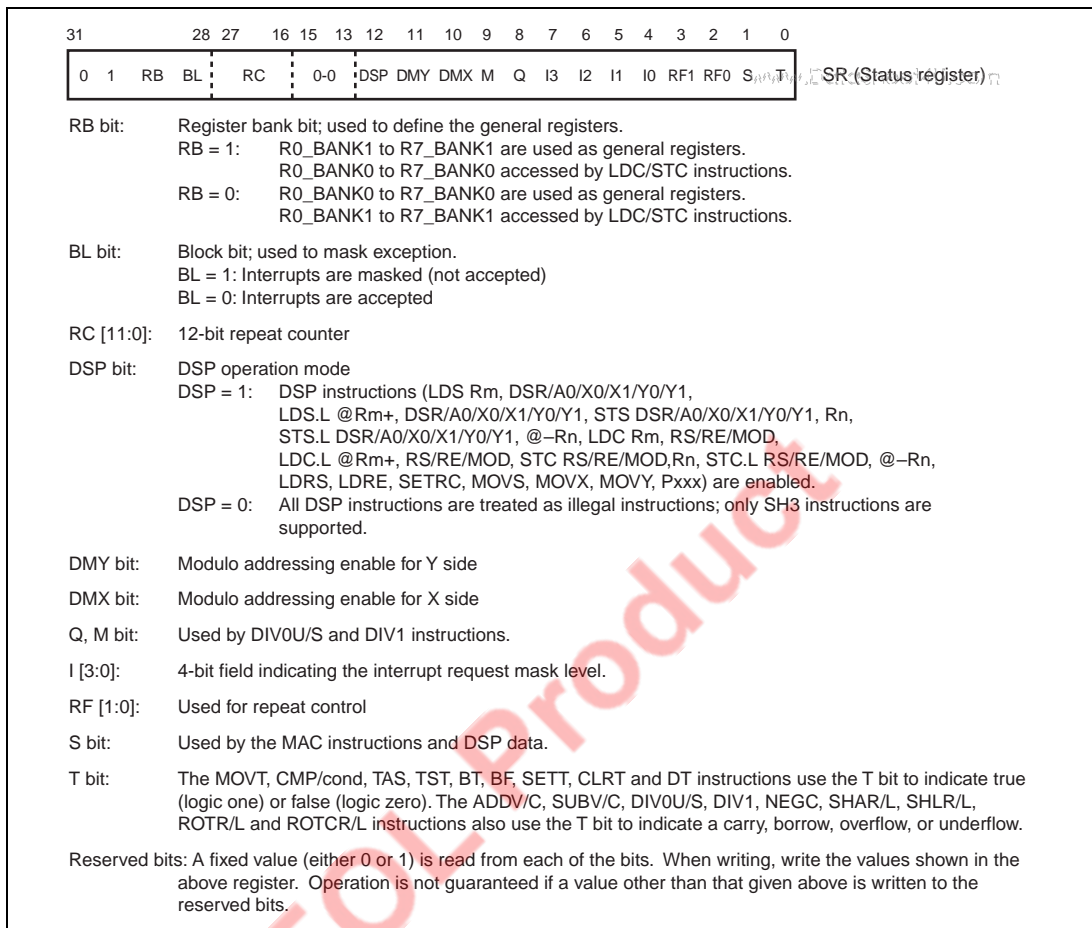 31 28 27 16 15 13 12 11 10 9 8 7 6 5 4 3 2 1 0
0 1 RB BL RC 0-0 DSP DMY DMX M Q I3 I2 I1 I0 RF1 RF0 S T SR (Status register)
RB bit: Register bank bit; used to define the general registers.
RB = 1: R0_BANK1 to R7_BANK1 are used as general registers.
R0_BANK0 to R7_BANK0 accessed by LDC/STC instructions.
RB = 0: R0_BANK0 to R7_BANK0 are used as general registers.
R0_BANK1 to R7_BANK1 accessed by LDC/STC instructions.
BL bit: Block bit; used to mask exception.
BL = 1: Interrupts are masked (not accepted)
BL = 0: Interrupts are accepted
RC [11:0]: 12-bit repeat counter
DSP bit: DSP operation mode
DSP = 1: DSP instructions (LDS Rm, DSR/A0/X0/X1/Y0/Y1,
LDS.L @Rm+, DSR/A0/X0/X1/Y0/Y1, STS DSR/A0/X0/X1/Y0/Y1, Rn,
STS.L DSR/A0/X0/X1/Y0/Y1, @–Rn, LDC Rm, RS/RE/MOD,
LDC.L @Rm+, RS/RE/MOD, STC RS/RE/MOD,Rn, STC.L RS/RE/MOD, @–Rn,
LDRS, LDRE, SETRC, MOVS, MOVX, MOVY, Pxxx) are enabled.
DSP = 0: All DSP instructions are treated as illegal instructions; only SH3 instructions are
supported.
DMY bit: Modulo addressing enable for Y side
DMX bit: Modulo addressing enable for X side
Q, M bit: Used by DIV0U/S and DIV1 instructions.
I [3:0]: 4-bit field indicating the interrupt request mask level.
RF [1:0]: Used for repeat control
S bit: Used by the MAC instructions and DSP data.
T bit: The MOVT, CMP/cond, TAS, TST, BT, BF, SETT, CLRT and DT instructions use the T bit to indicate true
(logic one) or false (logic zero). The ADDV/C, SUBV/C, DIV0U/S, DIV1, NEGC, SHAR/L, SHLR/L,
ROTR/L and ROTCR/L instructions also use the T bit to indicate a carry, borrow, overflow, or underflow.
Reserved bits: A fixed value (either 0 or 1) is read from each of the bits. When writing, write the values shown in the
above register. Operation is not guaranteed if a value other than that given above is written to the
reserved bits.
OL Product